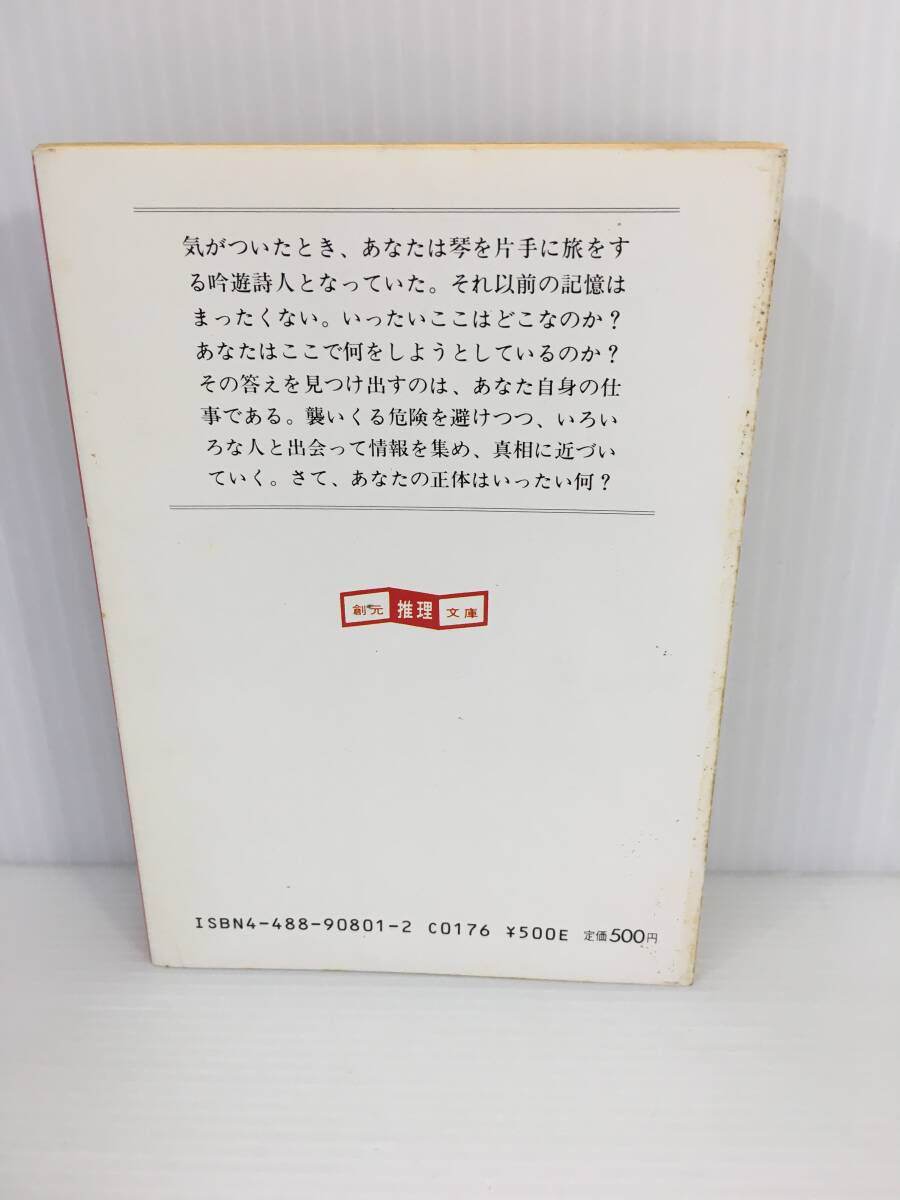 気がついたとき、あなたは琴を片手に旅をす
る吟遊詩人となっていた。それ以前の記憶は
まったくない。いったいここはどこなのか？
あなたはここで何をしようとしているのか？
その答えを見つけ出すのは、あなた自身の仕
事である。襲いくる危険を避けつつ、いろい
ろな人と出会って情報を集め、真相に近づい
ていく。さて、あなたの正体はいったい何？
創元推理文庫
ISBN4-488-90801-2 C0176 ¥500E 定価500円